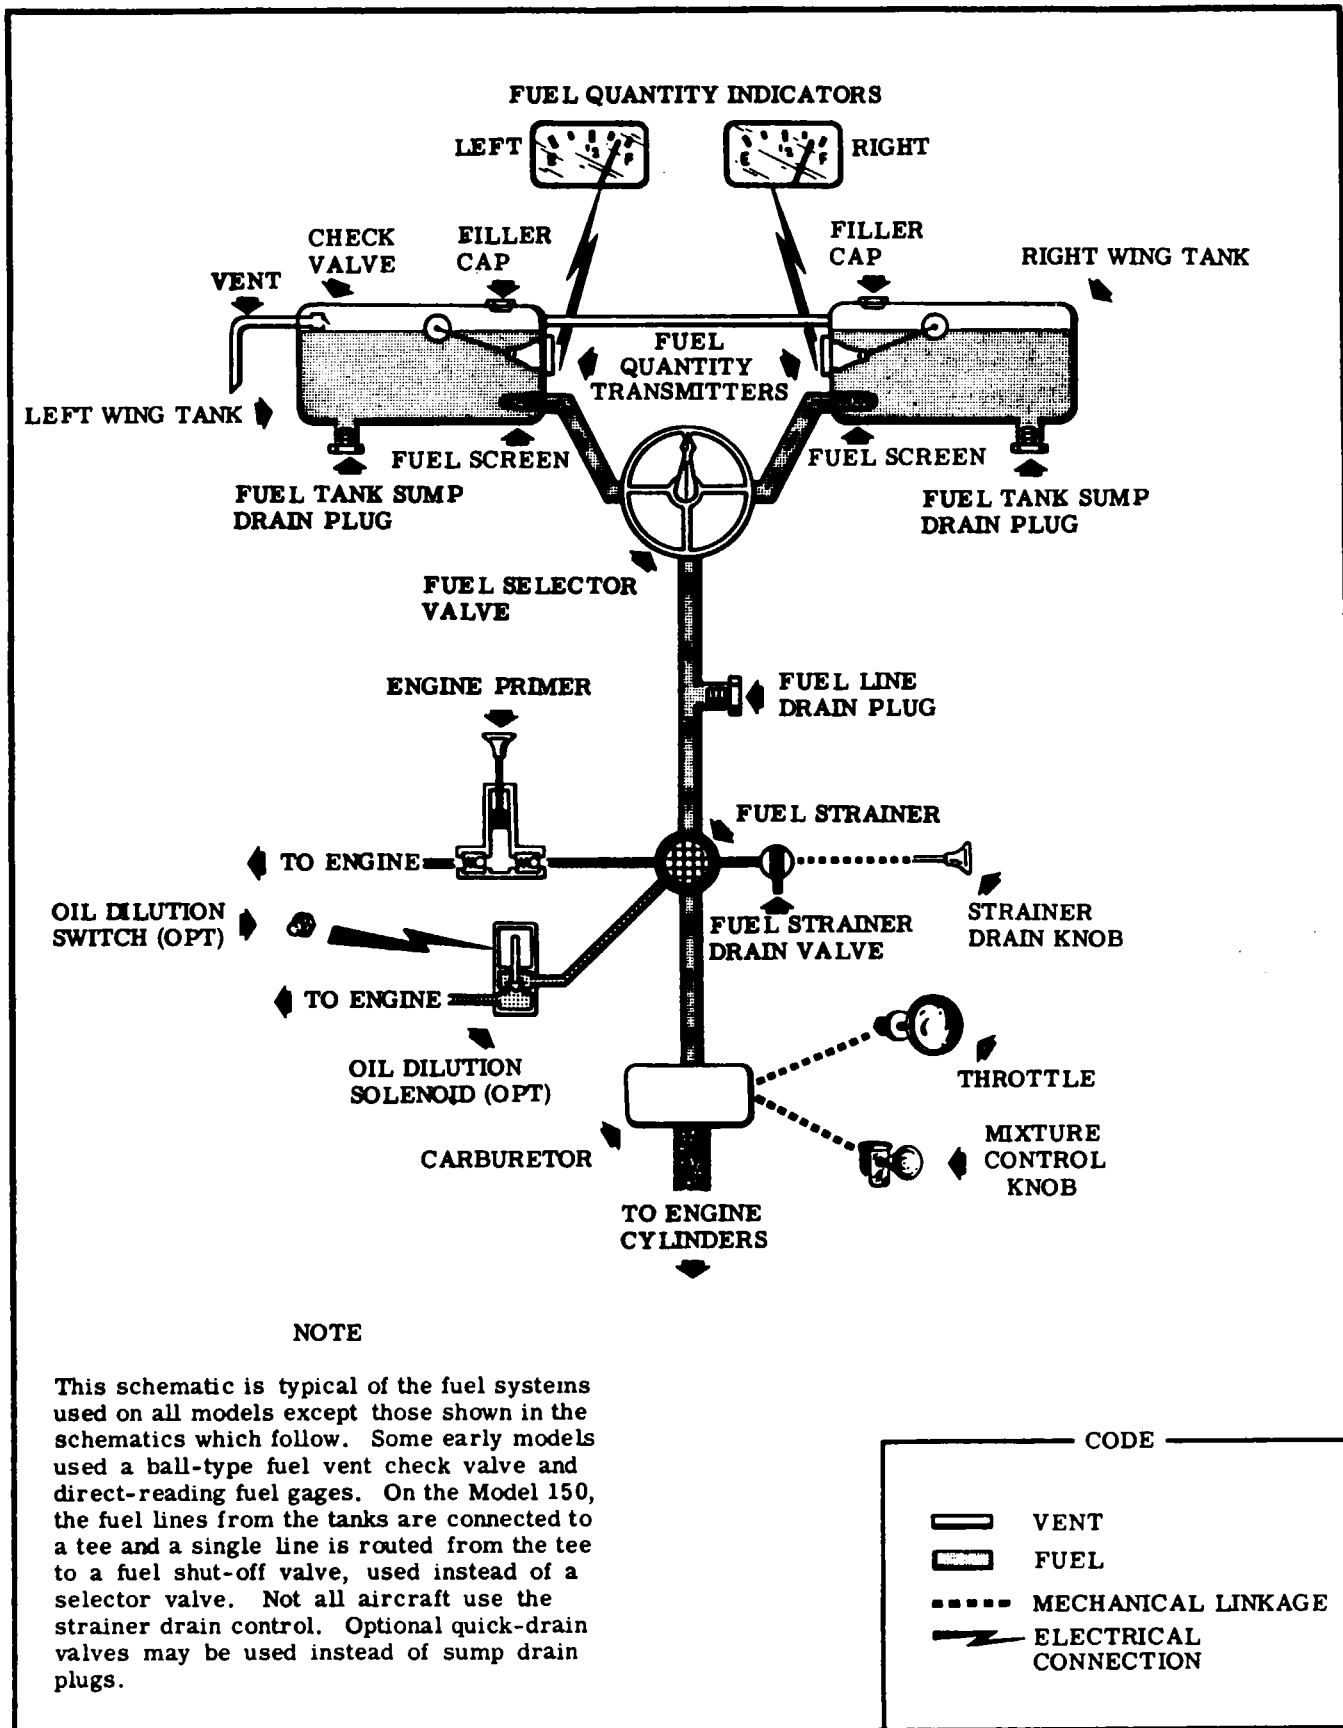 FUEL QUANTITY INDICATORS
LEFT
E 1/2 F
E 1/2 F
RIGHT
CHECK
VALVE
FILLER
CAP
FILLER
CAP
RIGHT WING TANK
VENT
FUEL
QUANTITY
TRANSMITTERS
LEFT WING TANK
FUEL SCREEN
FUEL SCREEN
FUEL TANK SUMP
DRAIN PLUG
FUEL TANK SUMP
DRAIN PLUG
FUEL SELECTOR
VALVE
ENGINE PRIMER
FUEL LINE
DRAIN PLUG
FUEL STRAINER
TO ENGINE
OIL DILUTION
SWITCH (OPT)
FUEL STRAINER
DRAIN VALVE
STRAINER
DRAIN KNOB
TO ENGINE
OIL DILUTION
SOLENOID (OPT)
THROTTLE
CARBURETOR
MIXTURE
CONTROL
KNOB
TO ENGINE
CYLINDERS
NOTE
This schematic is typical of the fuel systems
used on all models except those shown in the
schematics which follow. Some early models
used a ball-type fuel vent check valve and
direct-reading fuel gages. On the Model 150,
the fuel lines from the tanks are connected to
a tee and a single line is routed from the tee
to a fuel shut-off valve, used instead of a
selector valve. Not all aircraft use the
strainer drain control. Optional quick-drain
valves may be used instead of sump drain
plugs.
CODE
VENT
FUEL
MECHANICAL LINKAGE
ELECTRICAL
CONNECTION